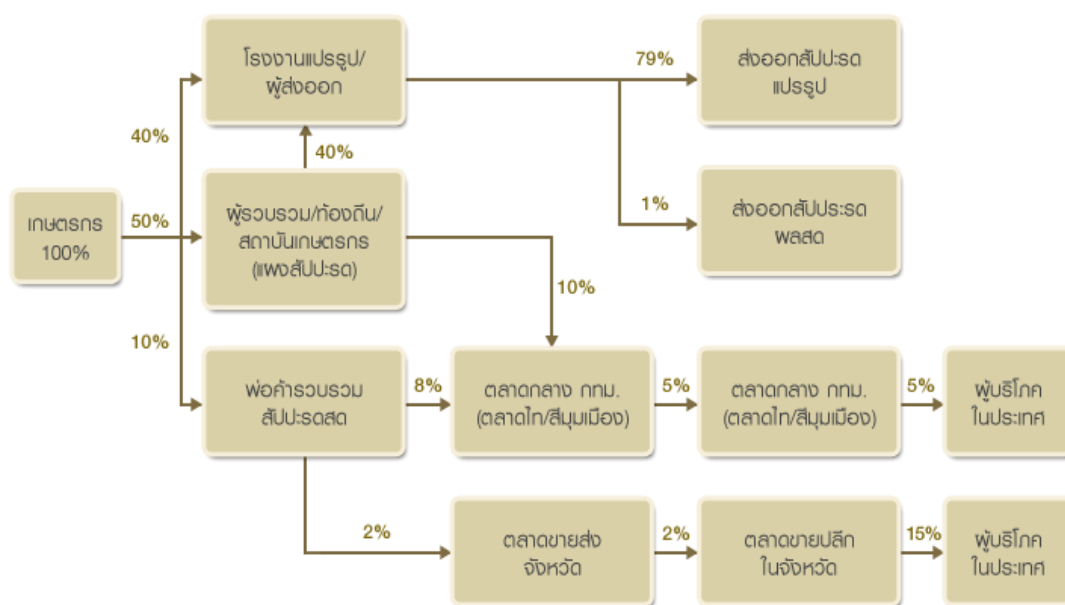 โรงงานแปรรูป/
ผู้ส่งออก
79%
ส่งออกสัปปะรด
แปรรูป
40%
40%
เกษตรกร
100%
50%
ผู้รวบรวม/ท้องถิ่น/
สถาบันเกษตรกร
(แผงสัปปะรด)
1%
ส่งออกสัปประรด
ผลสด
10%
10%
พ่อค้ารวบรวม
สัปปะรดสด
8%
ตลาดกลาง กทม.
(ตลาดไท/สี่มุมเมือง)
5%
ตลาดกลาง กทม.
(ตลาดไท/สี่มุมเมือง)
5%
ผู้บริโภค
ในประเทศ
2%
ตลาดขายส่ง
จังหวัด
2%
ตลาดขายปลีก
ในจังหวัด
15%
ผู้บริโภค
ในประเทศ